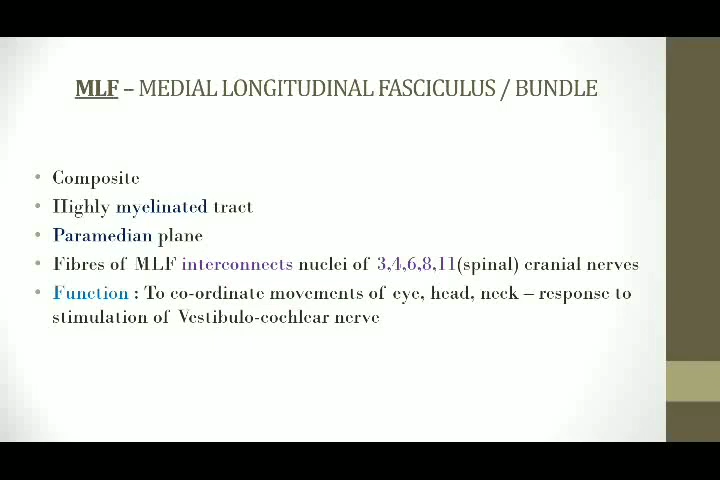 MLF – MEDIAL LONGITUDINAL FASCICULUS / BUNDLE
• Composite
• Highly myelinated tract
• Paramedian plane
• Fibres of MLF interconnects nuclei of 3,4,6,8,11(spinal) cranial nerves
• Function : To co-ordinate movements of eye, head, neck – response to
stimulation of Vestibulo-cochlear nerve